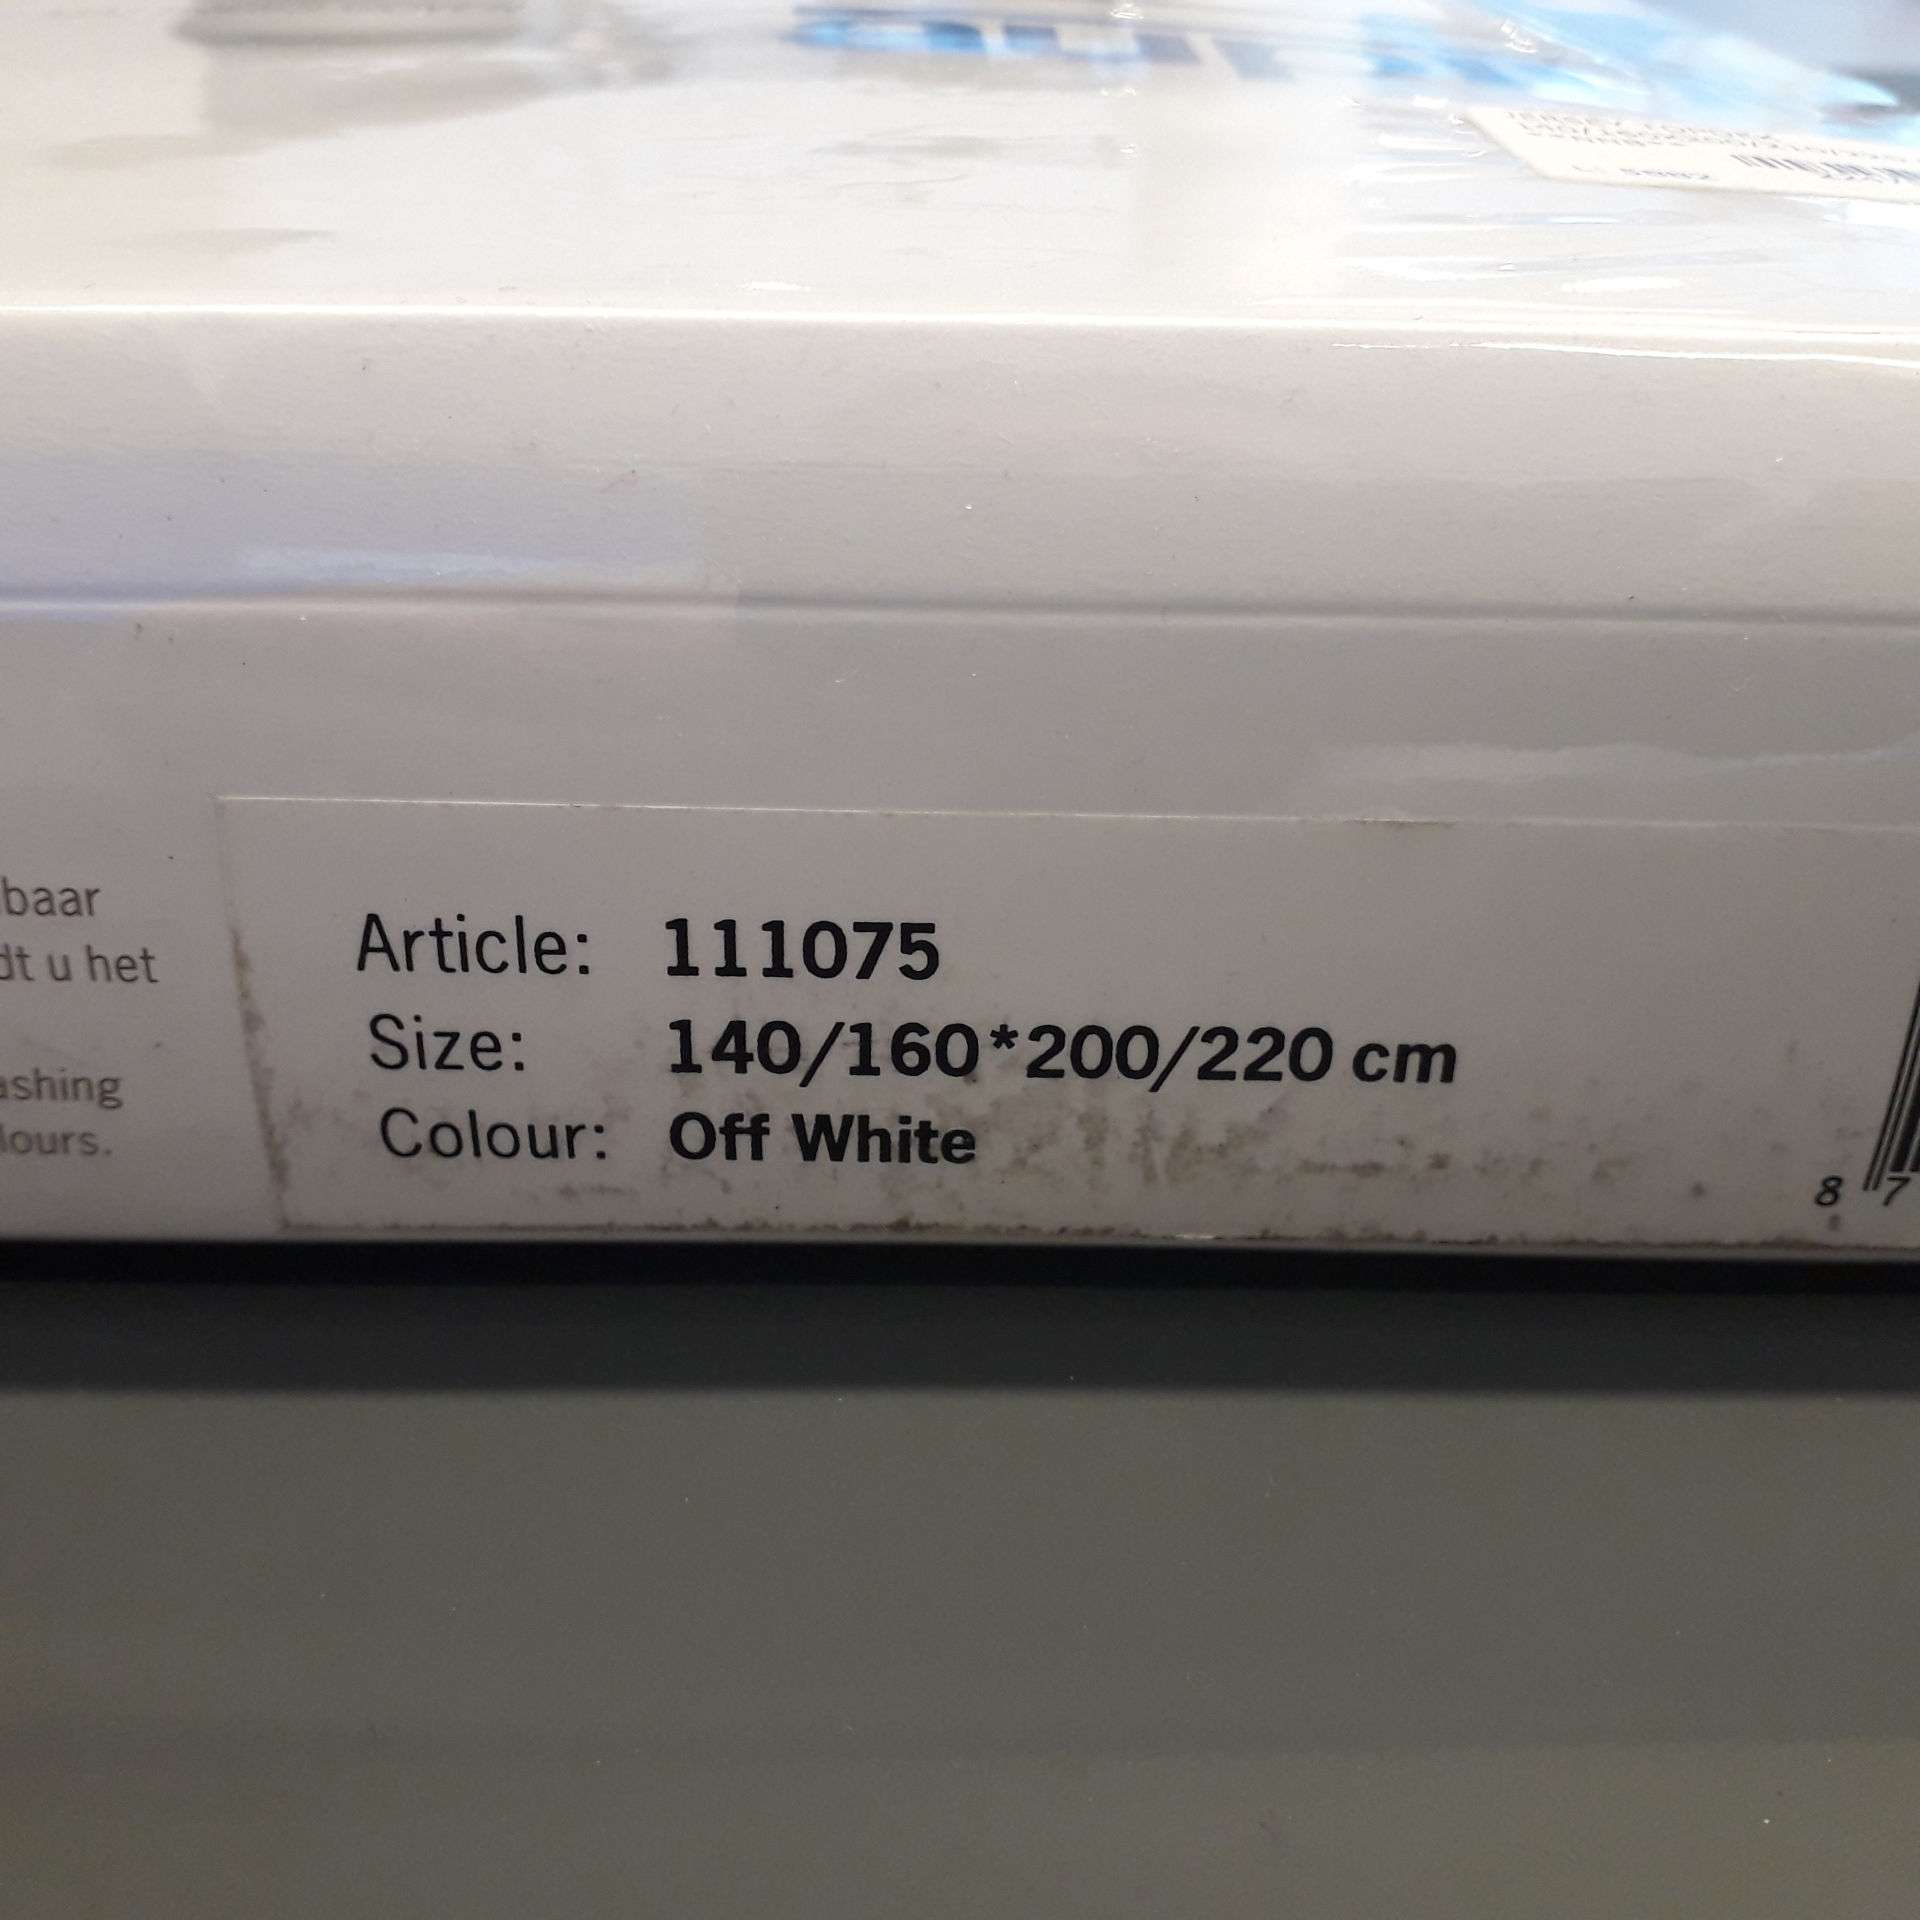 baar
dt u het
ashing
lours.
Article: 111075
Size: 140/160*200/220 cm
Colour: Off White
8 7